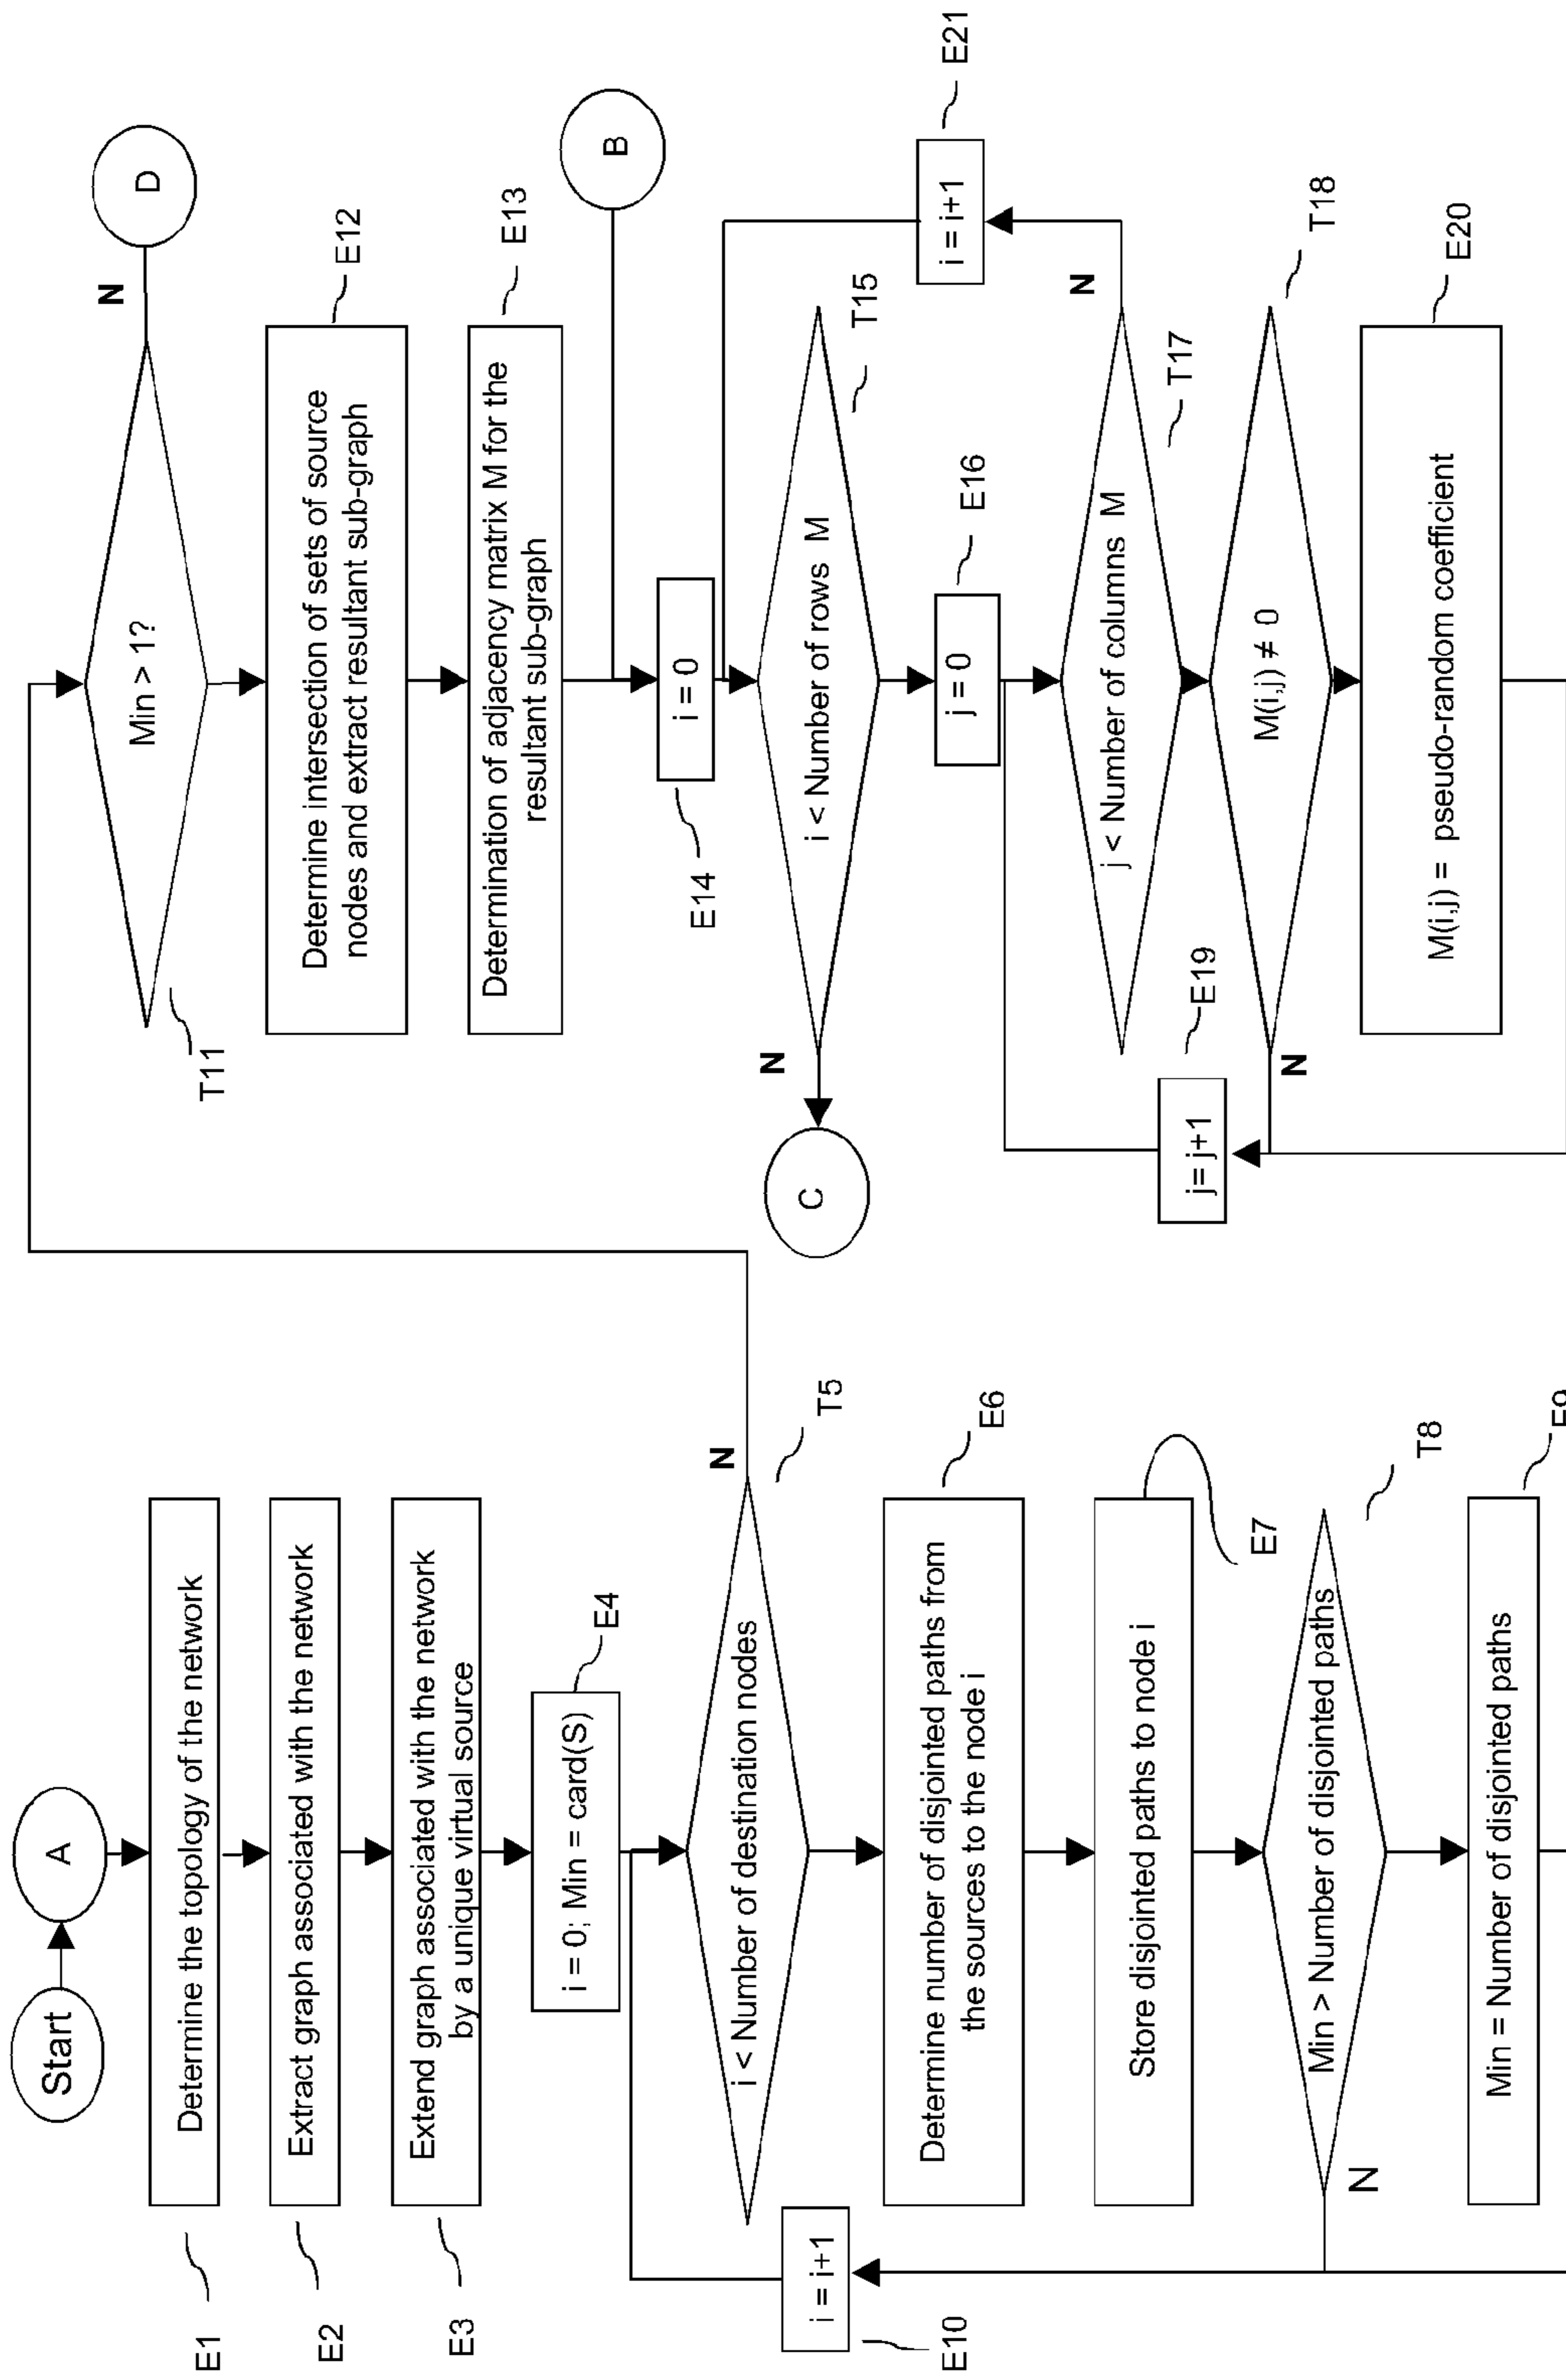 Start
A
Determine the topology of the network
E1
Extract graph associated with the network
E2
Extend graph associated with the network
by a unique virtual source
E3
i = 0; Min = card(S)
E4
i < Number of destination nodes
N
T5
Determine number of disjointed paths from
the sources to the node i
E6
Store disjointed paths to node i
E7
Min > Number of disjointed paths
N
T8
Min = Number of disjointed paths
E9
i = i+1
E10
Min > 1?
N
D
T11
Determine intersection of sets of source
nodes and extract resultant sub-graph
E12
Determination of adjacency matrix M for the
resultant sub-graph
E13
B
i = 0
E14
i < Number of rows M
N
C
T15
j = 0
E16
j < Number of columns M
N
T17
i = i+1
E21
M(i,j) ≠ 0
N
T18
j= j+1
E19
M(i,j) = pseudo-random coefficient
E20